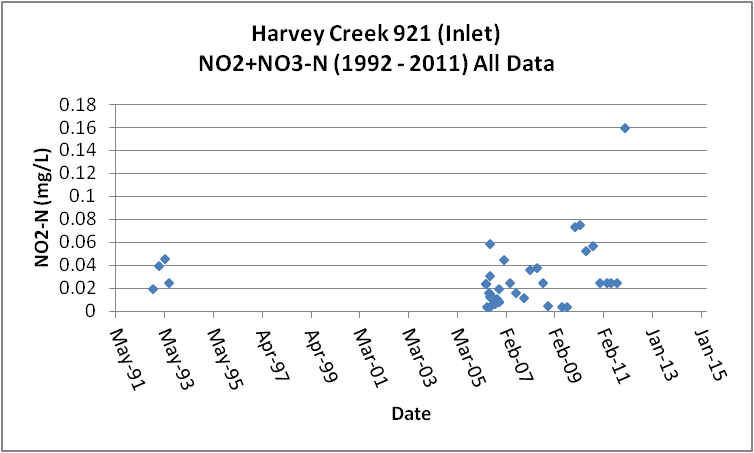 Harvey Creek 921 (Inlet)
NO2+NO3-N (1992 - 2011) All Data
NO2-N (mg/L)
0.18
0.16
0.14
0.12
0.1
0.08
0.06
0.04
0.02
0
May-91
May-93
May-95
Apr-97
Apr-99
Mar-01
Mar-03
Mar-05
Feb-07
Feb-09
Feb-11
Jan-13
Jan-15
Date